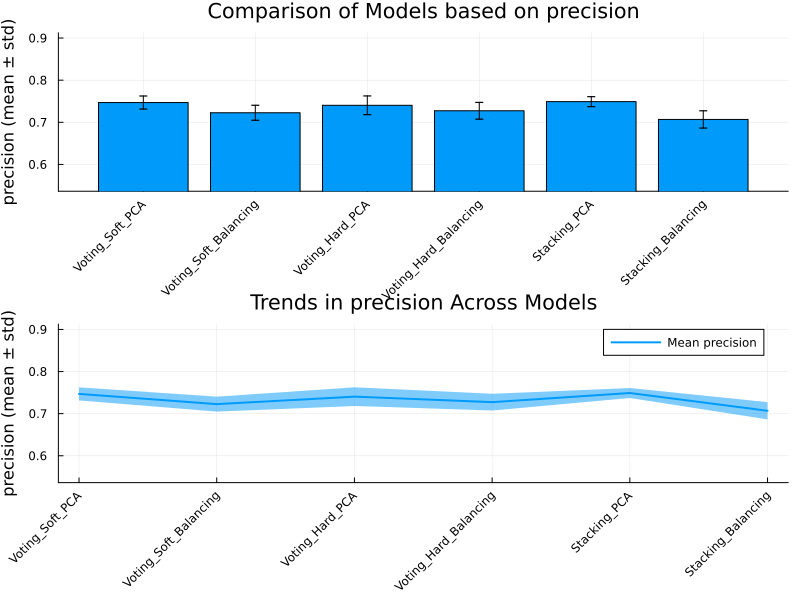 Comparison of Models based on precision
precision (mean ± std)
0.9
0.8
0.7
0.6
Voting_Soft_PCA
Voting_Soft_Balancing
Voting_Hard_PCA
Voting_Hard_Balancing
Stacking_PCA
Stacking_Balancing
Trends in precision Across Models
precision (mean ± std)
0.9
0.8
0.7
0.6
Mean precision
Voting_Soft_PCA
Voting_Soft_Balancing
Voting_Hard_PCA
Voting_Hard_Balancing
Stacking_PCA
Stacking_Balancing